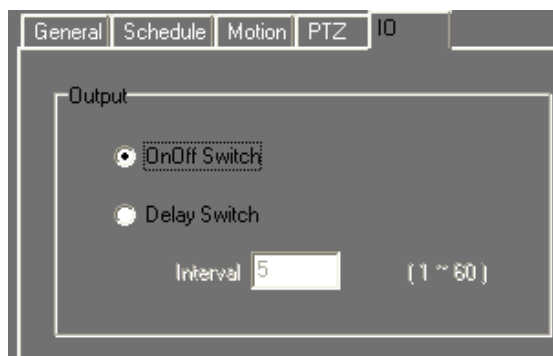 General Schedule Motion PTZ IO
Output
OnOff Switch
Delay Switch
Interval 5 ( 1 ~ 60 )